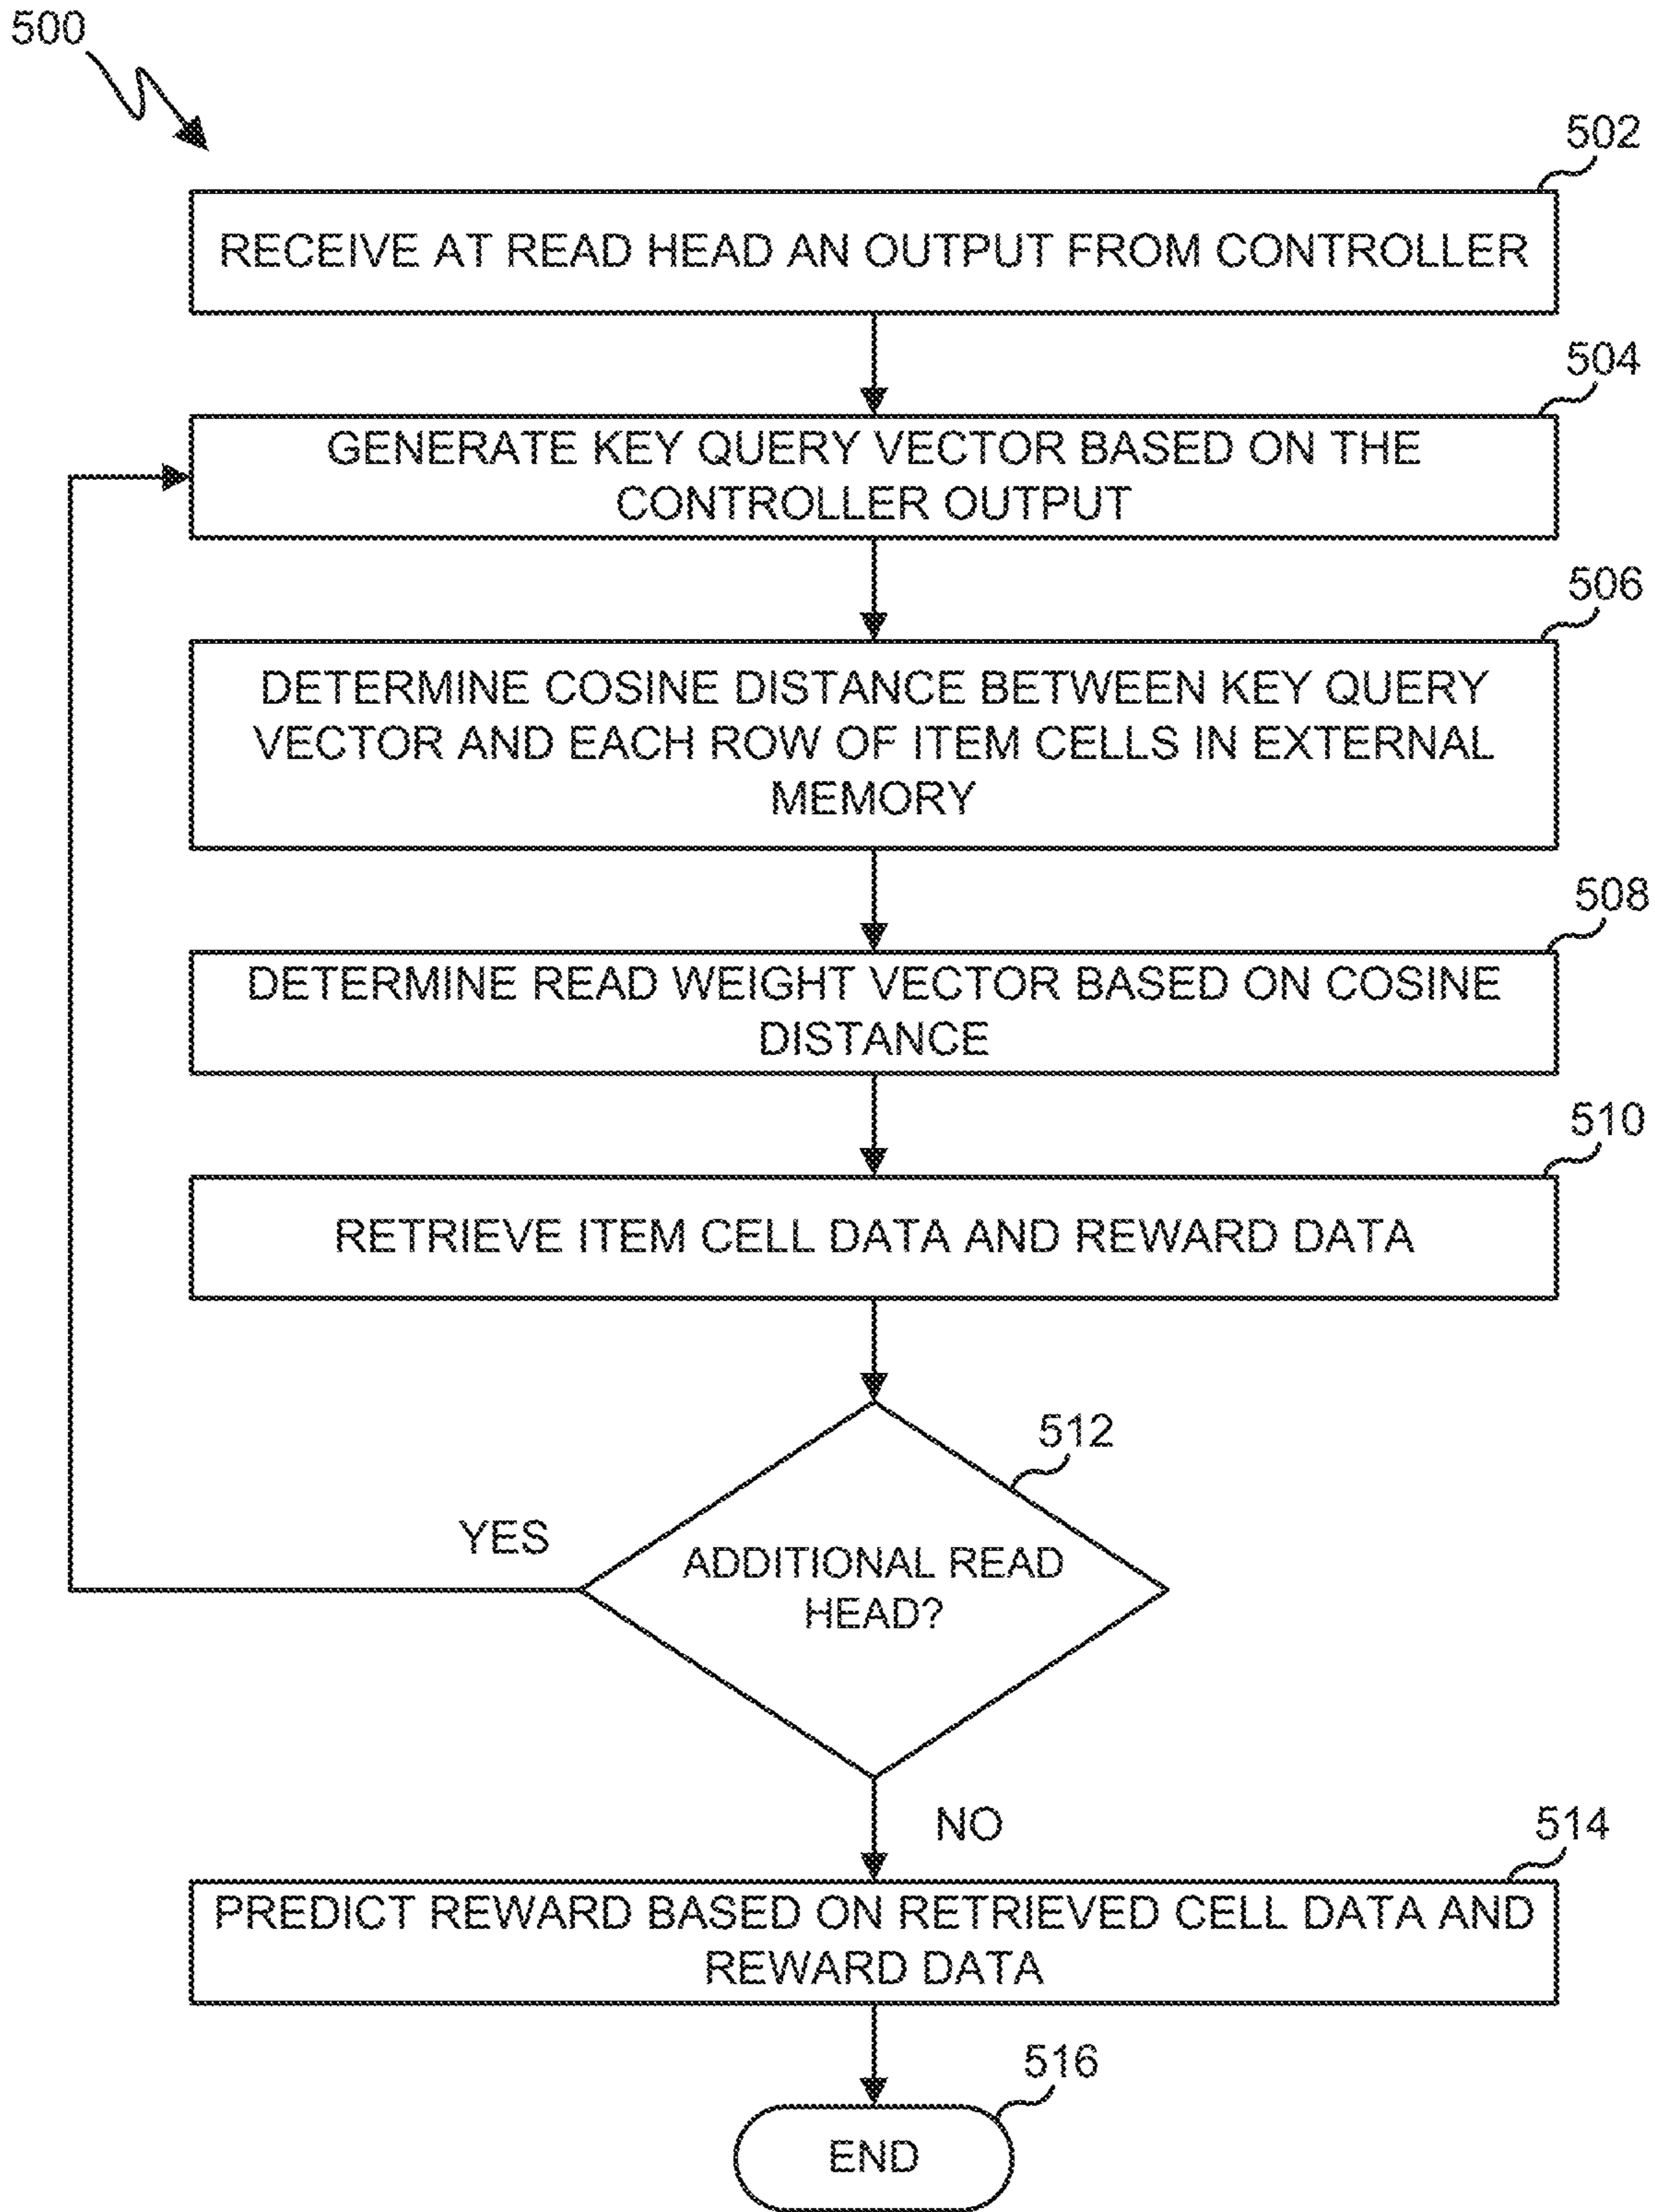 500
502
RECEIVE AT READ HEAD AN OUTPUT FROM CONTROLLER
504
GENERATE KEY QUERY VECTOR BASED ON THE
CONTROLLER OUTPUT
506
DETERMINE COSINE DISTANCE BETWEEN KEY QUERY
VECTOR AND EACH ROW OF ITEM CELLS IN EXTERNAL
MEMORY
508
DETERMINE READ WEIGHT VECTOR BASED ON COSINE
DISTANCE
510
RETRIEVE ITEM CELL DATA AND REWARD DATA
512
YES
ADDITIONAL READ
HEAD?
NO
514
PREDICT REWARD BASED ON RETRIEVED CELL DATA AND
REWARD DATA
516
END